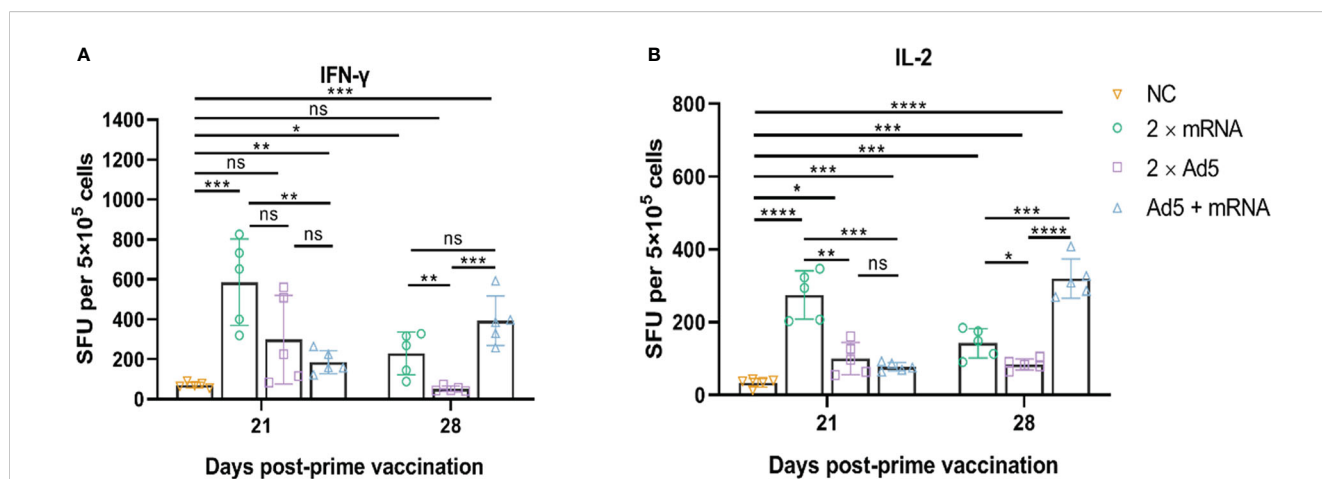 A
IFN-γ
SFU per 5×10⁵ cells
1400
1200
1000
800
600
400
200
0
***
ns
*
**
ns
***
**
ns
ns
ns
**
***
21
28
Days post-prime vaccination
B
IL-2
SFU per 5×10⁵ cells
800
600
400
200
0
****
***
***
***
*
****
***
**
ns
***
****
*
21
28
Days post-prime vaccination
NC
2 × mRNA
2 × Ad5
Ad5 + mRNA